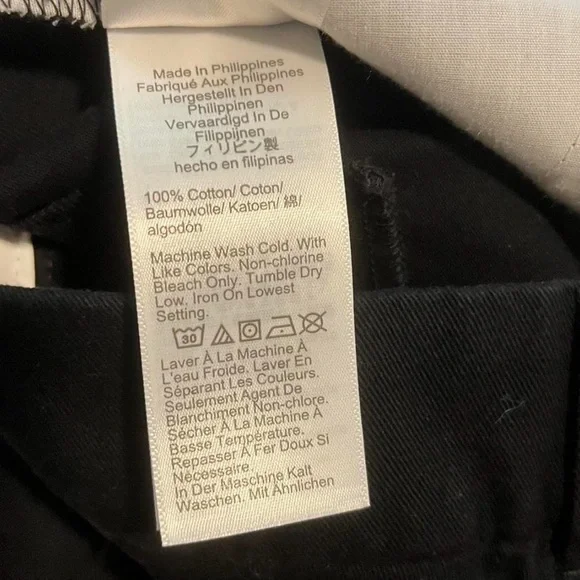 Made In Philippines
Fabriqué Aux Philippines
Hergestellt In Den
Philippinen
Vervaardigd In De
Filippijnen
フィリピン製
hecho en filipinas
100% Cotton/ Coton/
Baumwolle/ Katoen/ 綿/
algodón
Machine Wash Cold. With
Like Colors. Non-chlorine
Bleach Only. Tumble Dry
Low. Iron On Lowest
Setting.
30
Laver À La Machine À
L'eau Froide. Laver En
Séparant Les Couleurs.
Seulement Agent De
Blanchiment Non-chlore.
Sécher À La Machine À
Basse Température.
Repasser À Fer Doux Si
Nécessaire.
In Der Maschine Kalt
Waschen. Mit Ähnlichen